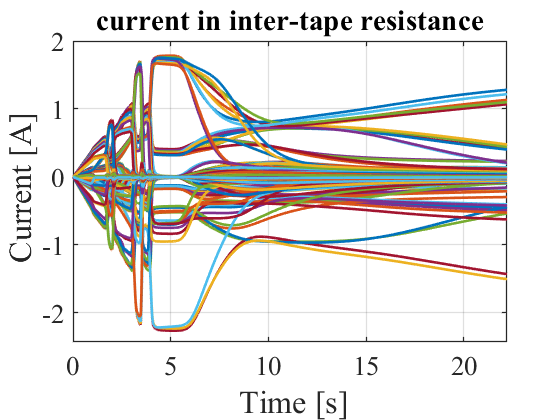 current in inter-tape resistance
2
1
0
-1
-2
Current [A]
0 5 10 15 20
Time [s]